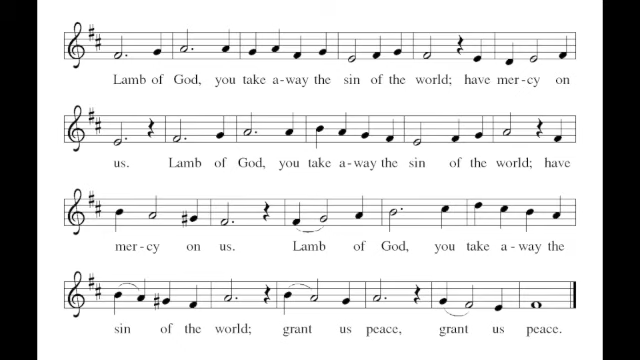 Lamb of God, you take a-way the sin of the world; have mer-cy on
us. Lamb of God, you take a-way the sin of the world; have
mer-cy on us. Lamb of God, you take a-way the
sin of the world; grant us peace, grant us peace.